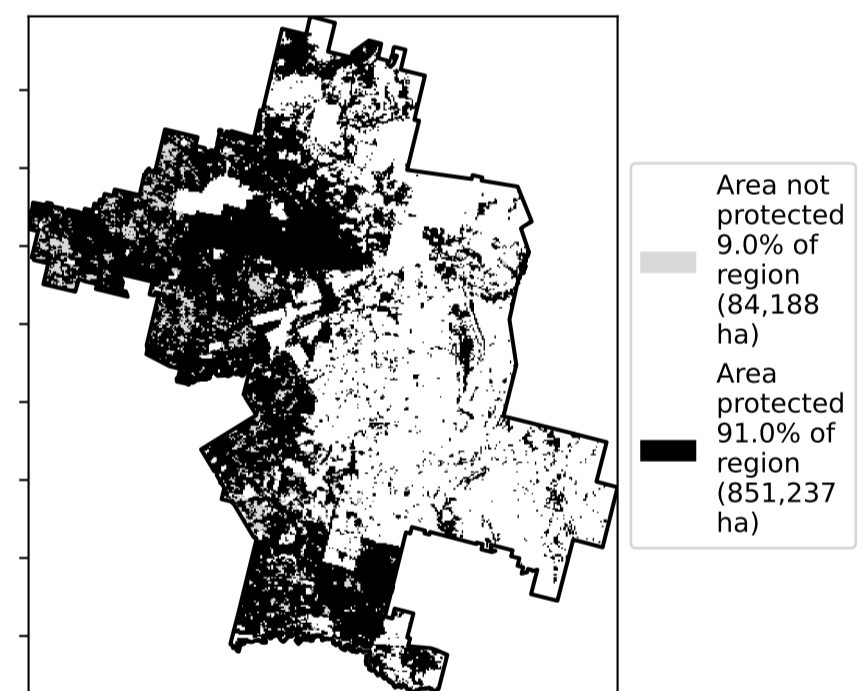 Area not
protected
9.0% of
region
(84,188
ha)
Area
protected
91.0% of
region
(851,237
ha)